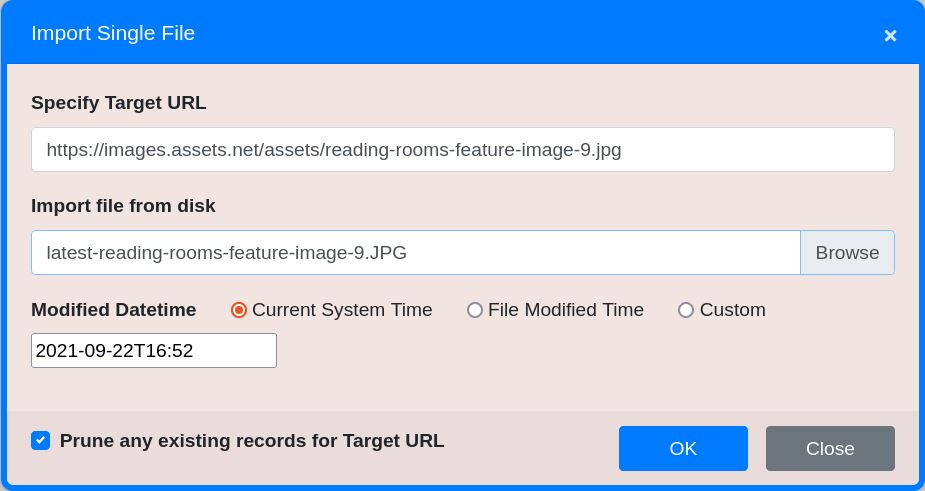 Import Single File
×
Specify Target URL
https://images.assets.net/assets/reading-rooms-feature-image-9.jpg
Import file from disk
latest-reading-rooms-feature-image-9.JPG Browse
Modified Datetime Current System Time File Modified Time Custom
2021-09-22T16:52
Prune any existing records for Target URL OK Close